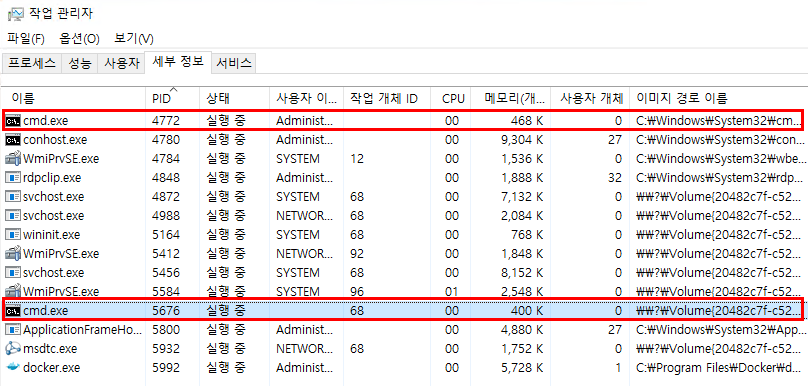 작업 관리자
파일(F) 옵션(O) 보기(V)
프로세스 성능 사용자 세부 정보 서비스
이름 PID 상태 사용자 이... 작업 개체 ID CPU 메모리(개... 사용자 개체 이미지 경로 이름
cmd.exe 4772 실행 중 Administ... 00 468 K 0 C:₩Windows₩System32₩cm...
conhost.exe 4780 실행 중 Administ... 00 9,304 K 27 C:₩Windows₩System32₩con...
WmiPrvSE.exe 4784 실행 중 SYSTEM 12 00 1,536 K 0 C:₩Windows₩System32₩wbe...
rdpclip.exe 4848 실행 중 Administ... 00 1,888 K 32 C:₩Windows₩System32₩rdp...
svchost.exe 4872 실행 중 SYSTEM 68 00 7,132 K 0 ₩₩?₩Volume{20482c7f-c52...
svchost.exe 4988 실행 중 NETWOR... 68 00 2,084 K 0 ₩₩?₩Volume{20482c7f-c52...
wininit.exe 5164 실행 중 SYSTEM 68 00 768 K 0 ₩₩?₩Volume{20482c7f-c52...
WmiPrvSE.exe 5412 실행 중 NETWOR... 92 00 1,848 K 0 ₩₩?₩Volume{20482c7f-c52...
svchost.exe 5456 실행 중 SYSTEM 68 00 8,152 K 0 ₩₩?₩Volume{20482c7f-c52...
WmiPrvSE.exe 5584 실행 중 SYSTEM 96 01 2,548 K 0 ₩₩?₩Volume{20482c7f-c52...
cmd.exe 5676 실행 중 68 00 400 K 0 ₩₩?₩Volume{20482c7f-c52...
ApplicationFrameHo... 5800 실행 중 Administ... 00 4,880 K 27 C:₩Windows₩System32₩App...
msdtc.exe 5932 실행 중 NETWOR... 68 00 1,752 K 0 ₩₩?₩Volume{20482c7f-c52...
docker.exe 5992 실행 중 Administ... 00 5,728 K 1 C:₩Program Files₩Docker₩d...